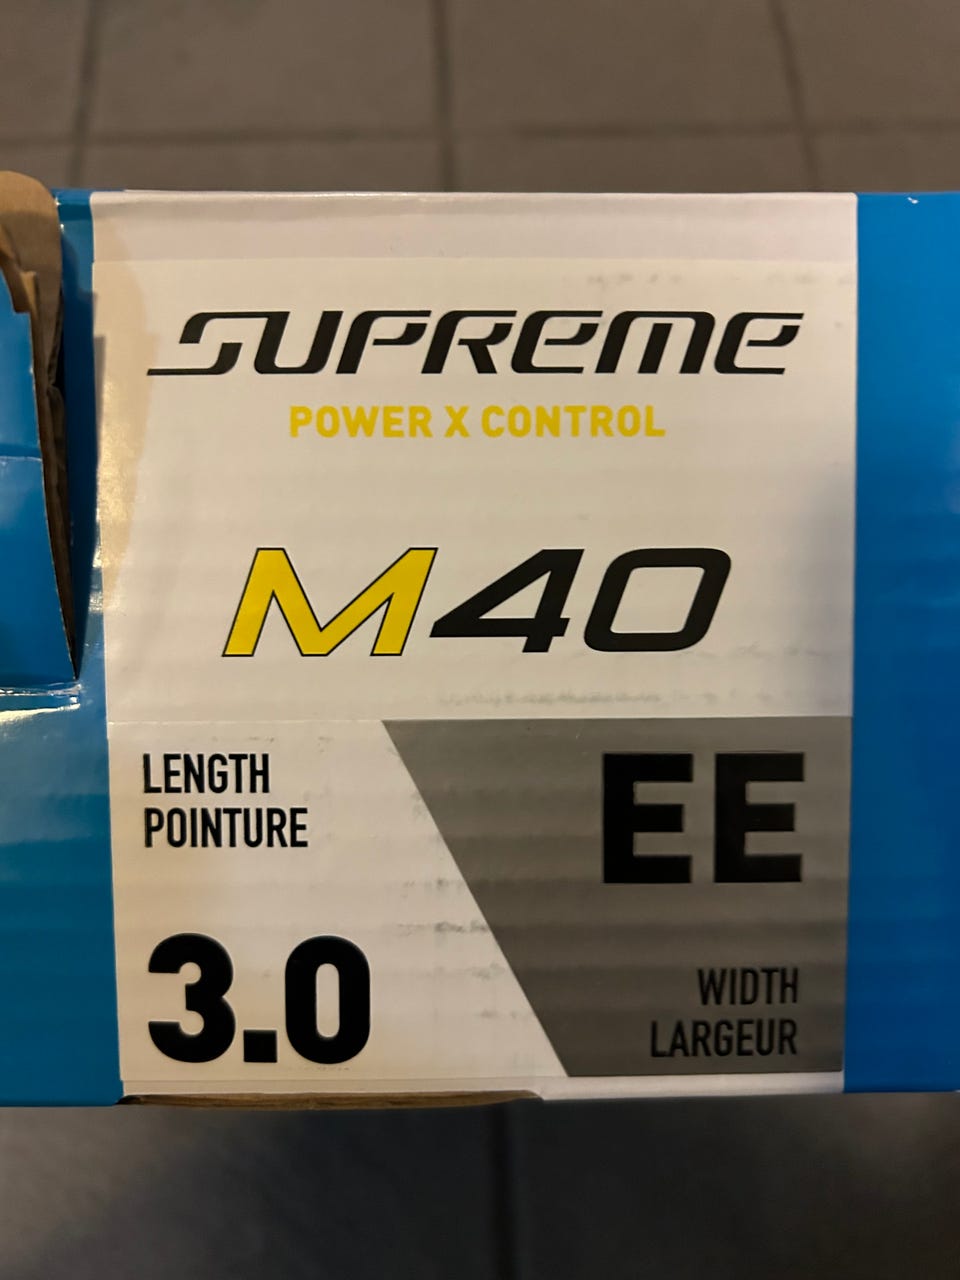 SUPREME
POWER X CONTROL
M40
LENGTH
POINTURE
3.0
EE
WIDTH
LARGEUR